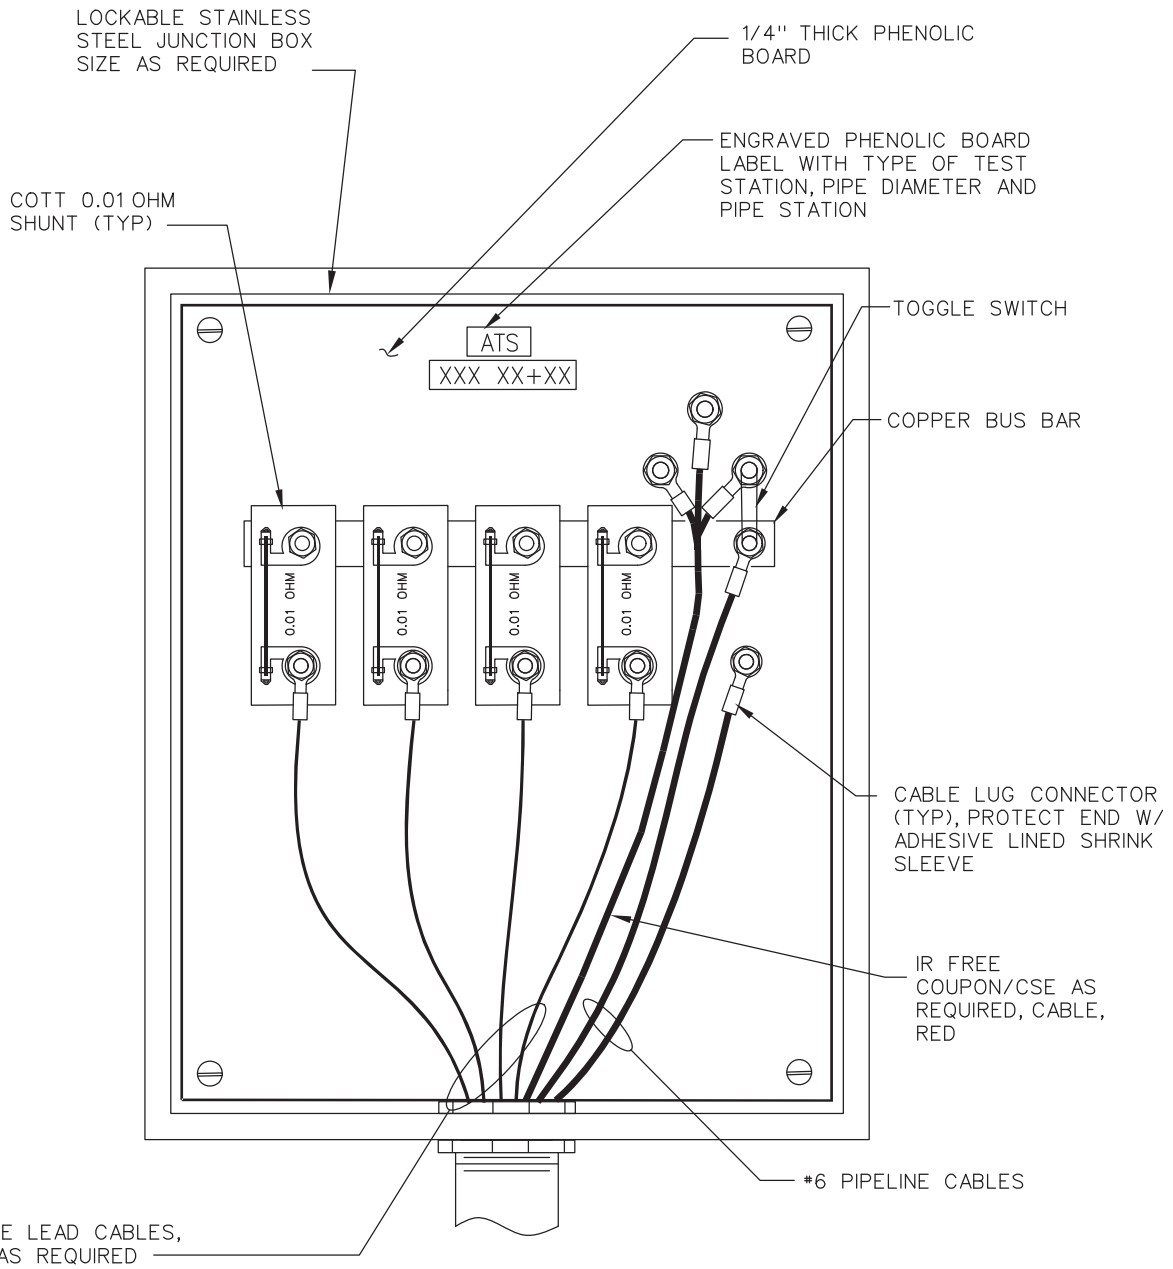 LOCKABLE STAINLESS
STEEL JUNCTION BOX
SIZE AS REQUIRED
1/4" THICK PHENOLIC
BOARD
ENGRAVED PHENOLIC BOARD
LABEL WITH TYPE OF TEST
STATION, PIPE DIAMETER AND
PIPE STATION
COTT 0.01 OHM
SHUNT (TYP)
TOGGLE SWITCH
ATS
XXX XX+XX
COPPER BUS BAR
0.01 OHM
0.01 OHM
0.01 OHM
0.01 OHM
CABLE LUG CONNECTOR
(TYP), PROTECT END W/
ADHESIVE LINED SHRINK
SLEEVE
IR FREE
COUPON/CSE AS
REQUIRED, CABLE,
RED
#6 PIPELINE CABLES
E LEAD CABLES,
AS REQUIRED